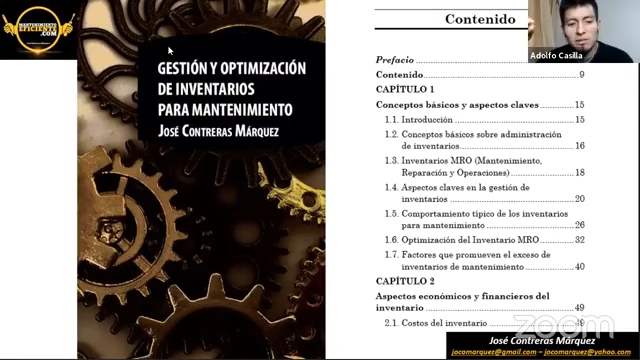 MANTENIMIENTO
EFICIENTE
.COM
GESTIÓN Y OPTIMIZACIÓN
DE INVENTARIOS
PARA MANTENIMIENTO
JOSÉ CONTRERAS MÁRQUEZ
Contenido
Adolfo Casilla
Prefacio
Contenido 9
CAPÍTULO 1
Conceptos básicos y aspectos claves 15
1.1. Introducción 15
1.2. Conceptos básicos sobre administración
de inventarios 16
1.3. Inventarios MRO (Mantenimiento,
Reparación y Operaciones) 18
1.4. Aspectos claves en la gestión de
inventarios 20
1.5. Comportamiento típico de los inventarios
para mantenimiento 26
1.6. Optimización del Inventario MRO 32
1.7. Factores que promueven el exceso de
inventarios de mantenimiento 40
CAPÍTULO 2
Aspectos económicos y financieros del
inventario 49
2.1. Costos del inventario 49
zoom
José Contreras Márquez
jocomarquez@gmail.com – jocomarquez@yahoo.com